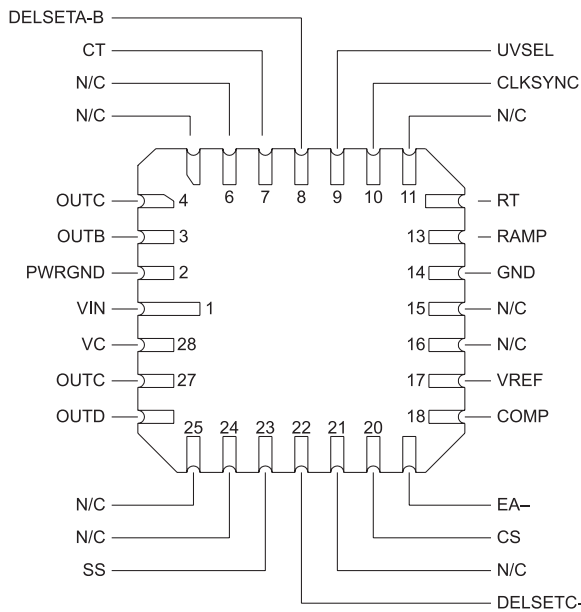 DELSETA-B
CT
N/C
N/C
UVSEL
CLKSYNC
N/C
6 7 8 9 10 11
OUTC 4 RT
OUTB 3 13 RAMP
PWRGND 2 14 GND
VIN 1 15 N/C
VC 28 16 N/C
OUTC 27 17 VREF
OUTD 18 COMP
25 24 23 22 21 20
N/C
N/C
SS
EA–
CS
N/C
DELSETC-